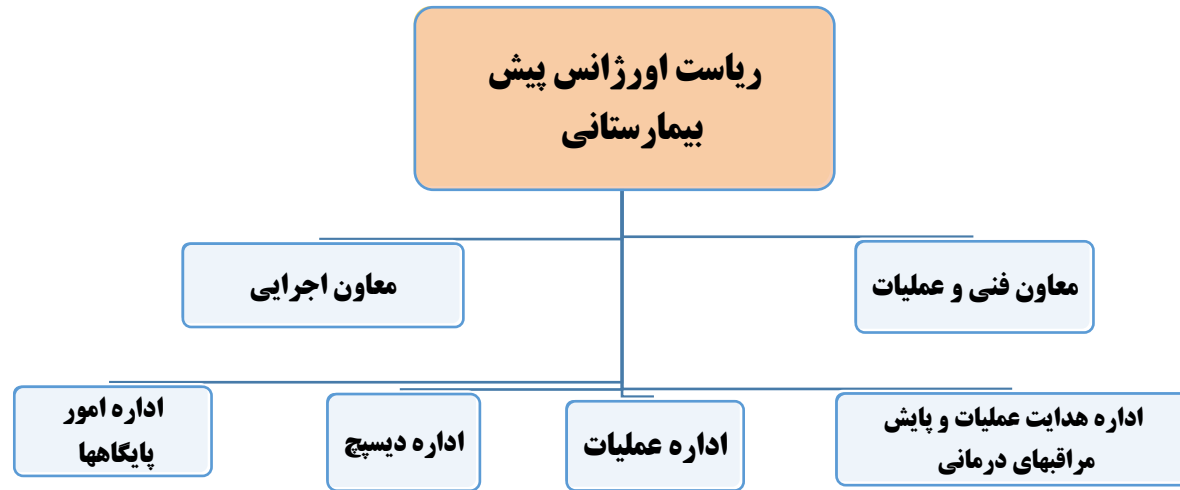 ریاست اورژانس پیش
بیمارستانی
معاون فنی و عملیات
معاون اجرایی
اداره هدایت عملیات و پایش
مراقبهای درمانی
اداره عملیات
اداره دیسپچ
اداره امور
پایگاهها